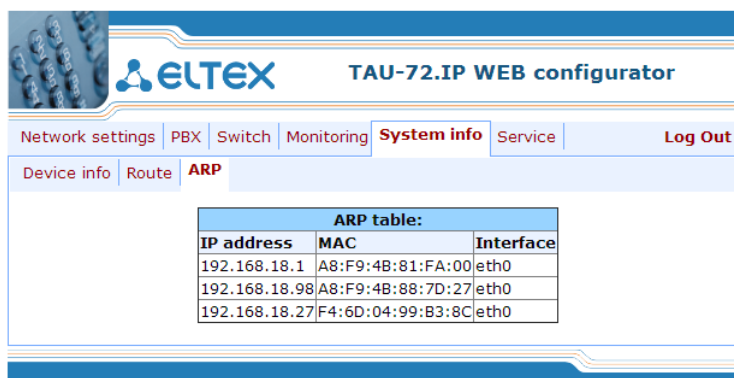 ELTEX TAU-72.IP WEB configurator
Network settings PBX Switch Monitoring System info Service Log Out
Device info Route ARP
ARP table:
IP address MAC Interface
192.168.18.1 A8:F9:4B:81:FA:00 eth0
192.168.18.98 A8:F9:4B:88:7D:27 eth0
192.168.18.27 F4:6D:04:99:B3:8C eth0